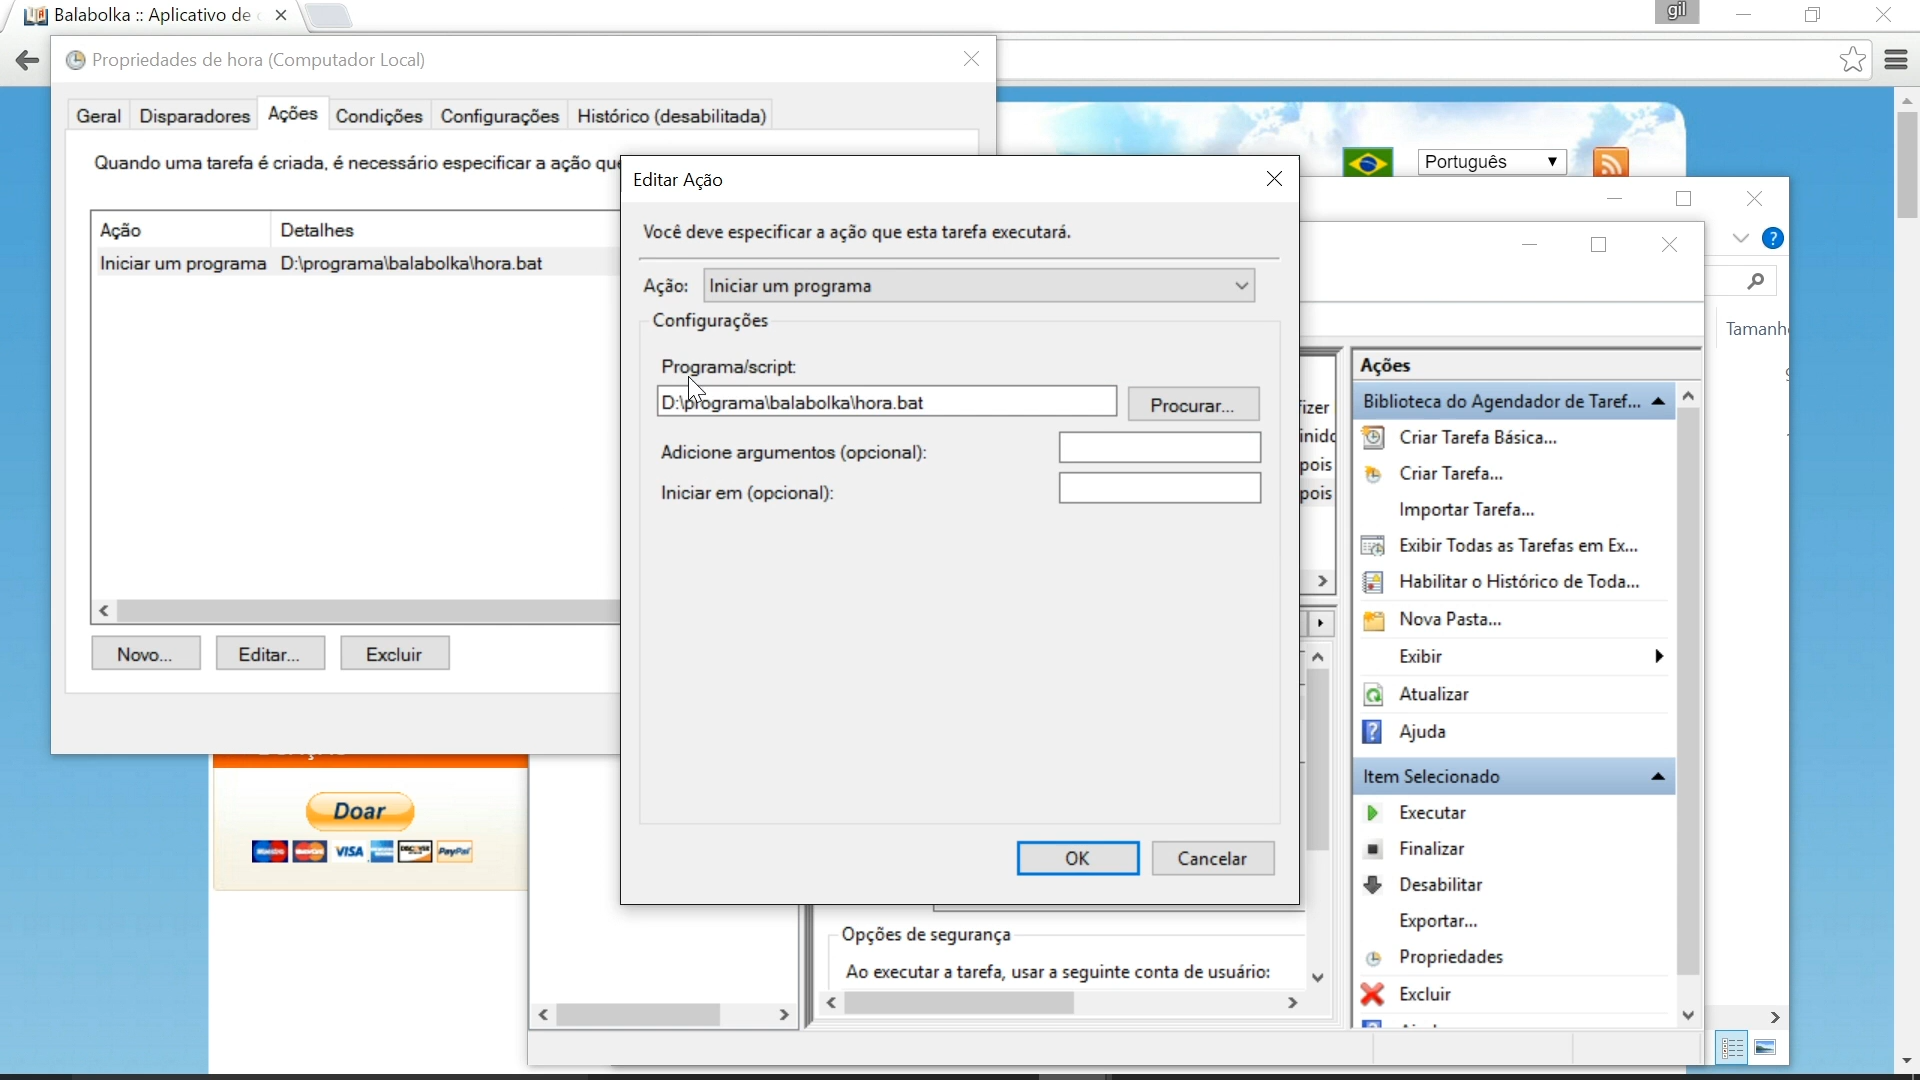 Balabolka :: Aplicativo de
gil
Propriedades de hora (Computador Local)
Geral
Disparadores
Ações
Condições
Configurações
Histórico (desabilitada)
Quando uma tarefa é criada, é necessário especificar a ação que
Ação
Detalhes
Iniciar um programa
D:\programa\balabolka\hora.bat
Novo...
Editar...
Excluir
Editar Ação
Você deve especificar a ação que esta tarefa executará.
Ação:
Iniciar um programa
Configurações
Programa/script:
D:\programa\balabolka\hora.bat
Procurar...
Adicione argumentos (opcional):
Iniciar em (opcional):
OK
Cancelar
Português
Tamanh
Ações
Biblioteca do Agendador de Taref...
Criar Tarefa Básica...
Criar Tarefa...
Importar Tarefa...
Exibir Todas as Tarefas em Ex...
Habilitar o Histórico de Toda...
Nova Pasta...
Exibir
Atualizar
Ajuda
Item Selecionado
Executar
Finalizar
Desabilitar
Exportar...
Propriedades
Excluir
Doar
VISA
PayPal
Opções de segurança
Ao executar a tarefa, usar a seguinte conta de usuário: